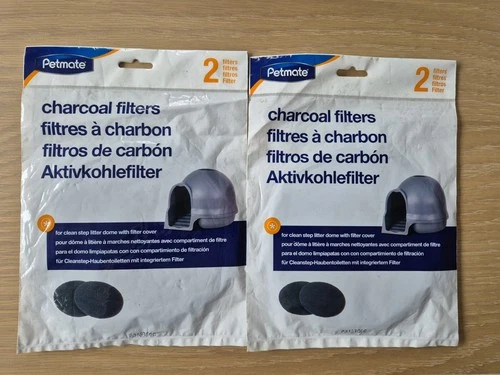 Petmate®
2 filters
filtres
filtros
Filter
charcoal filters
filtres à charbon
filtros de carbón
Aktivkohlefilter
for clean step litter dome with filter cover
pour dôme à litière à marches nettoyantes avec compartiment de filtre
para el domo limpiapatas con con compartimiento de filtración
für Cleanstep-Haubentoiletten mit integriertem Filter
Petmate®
2 filters
filtres
filtros
Filter
charcoal filters
filtres à charbon
filtros de carbón
Aktivkohlefilter
for clean step litter dome with filter cover
pour dôme à litière à marches nettoyantes avec compartiment de filtre
para el domo limpiapatas con con compartimiento de filtración
für Cleanstep-Haubentoiletten mit integriertem Filter